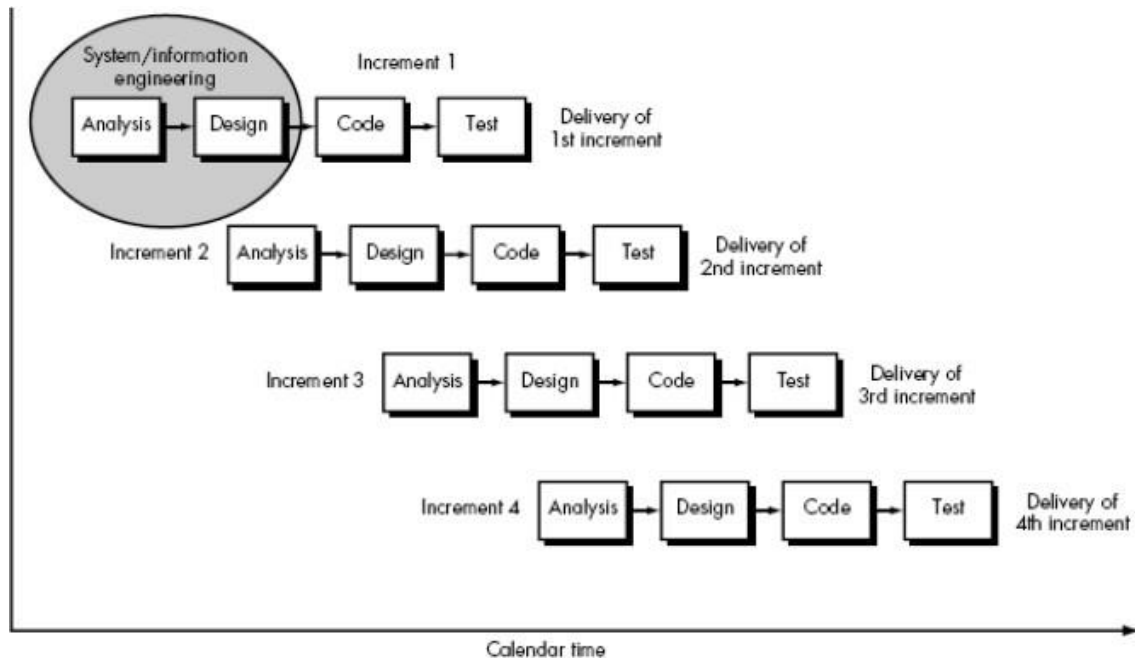 System/information
engineering
Increment 1
Analysis
Design
Code
Test
Delivery of
1st increment
Increment 2
Analysis
Design
Code
Test
Delivery of
2nd increment
Increment 3
Analysis
Design
Code
Test
Delivery of
3rd increment
Increment 4
Analysis
Design
Code
Test
Delivery of
4th increment
Calendar time